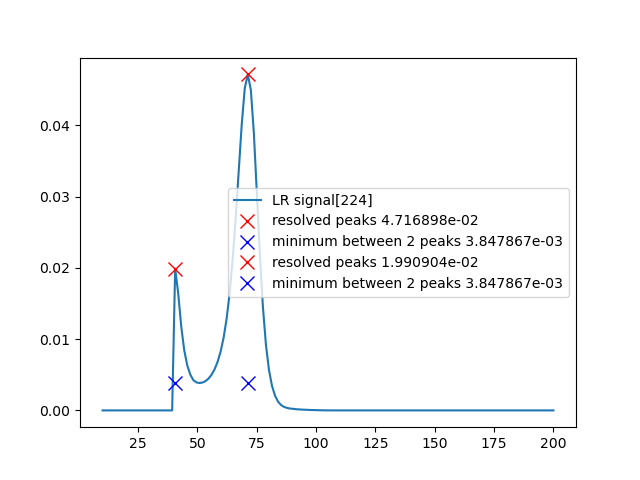 0.04
0.03
0.02
0.01
0.00
LR signal[224]
resolved peaks 4.716898e-02
minimum between 2 peaks 3.847867e-03
resolved peaks 1.990904e-02
minimum between 2 peaks 3.847867e-03
25 50 75 100 125 150 175 200